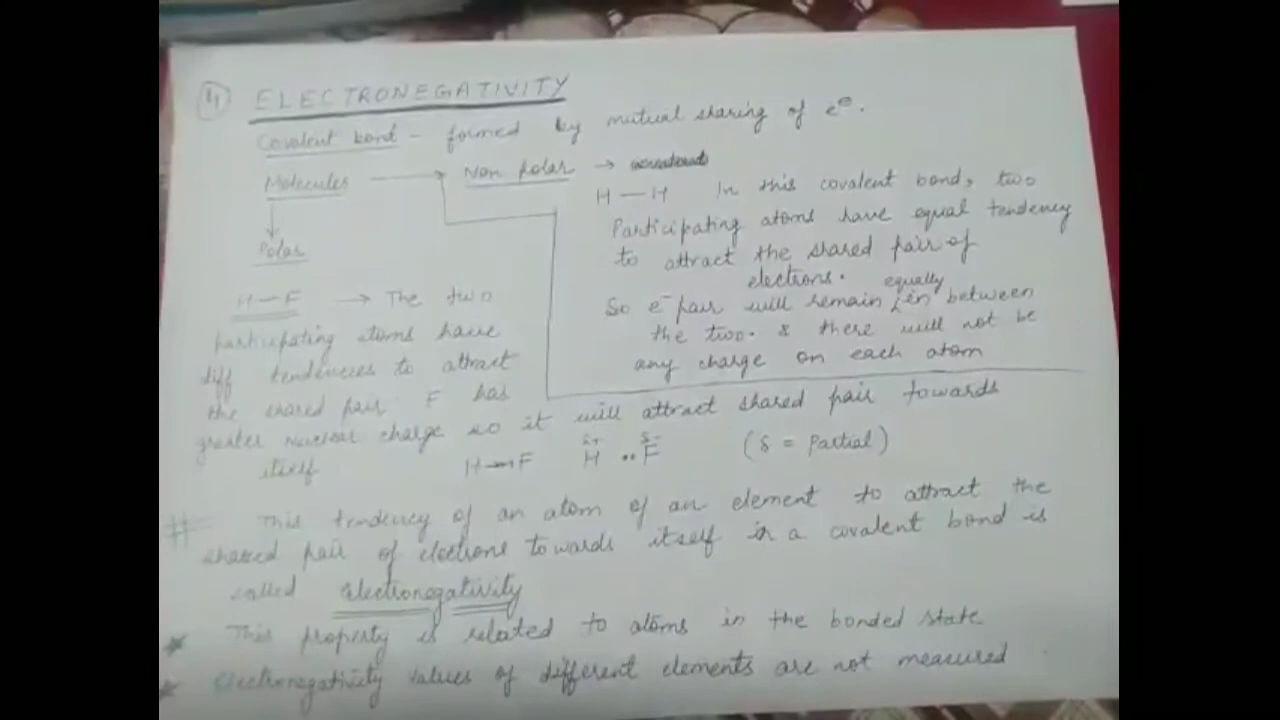 4) ELECTRONEGATIVITY
Covalent bond - formed by mutual sharing of e⊖.
Molecules → Non polar →
↓
Polar
H—H In this covalent bond, two
Participating atoms have equal tendency
to attract the shared pair of
electrons.
So e⁻ pair will remain equally in between
the two. & there will not be
any charge on each atom
H—F → The two
participating atoms have
diff tendencies to attract
the shared pair. F has
greater nuclear charge so it will attract shared pair towards
itself H—F Hδ+ ••Fδ- (δ = Partial)
# This tendency of an atom of an element to attract the
shared pair of electrons towards itself in a covalent bond is
called Electronegativity
* This property is related to atoms in the bonded state
* Electronegativity values of different elements are not measured